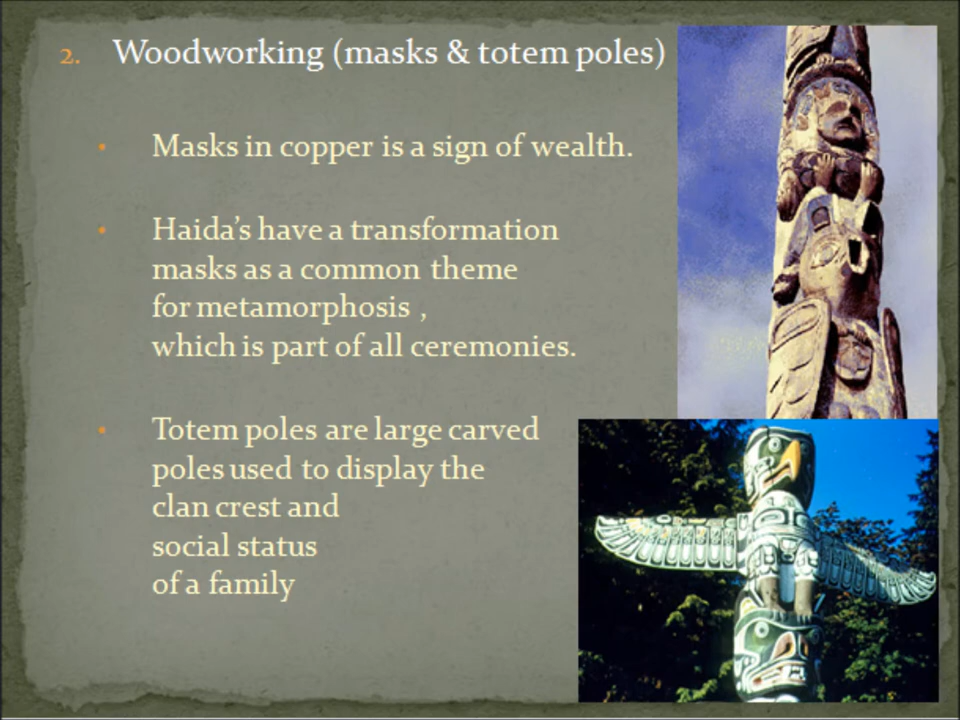 2. Woodworking (masks & totem poles)
• Masks in copper is a sign of wealth.
• Haida’s have a transformation
masks as a common theme
for metamorphosis ,
which is part of all ceremonies.
• Totem poles are large carved
poles used to display the
clan crest and
social status
of a family